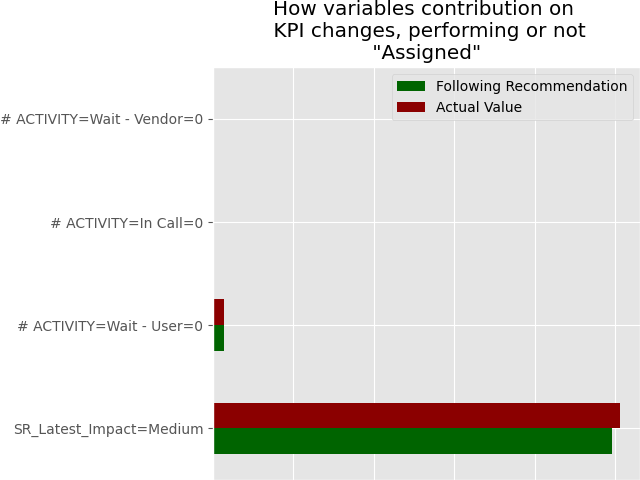 How variables contribution on
KPI changes, performing or not
"Assigned"
Following Recommendation
Actual Value
# ACTIVITY=Wait - Vendor=0
# ACTIVITY=In Call=0
# ACTIVITY=Wait - User=0
SR_Latest_Impact=Medium